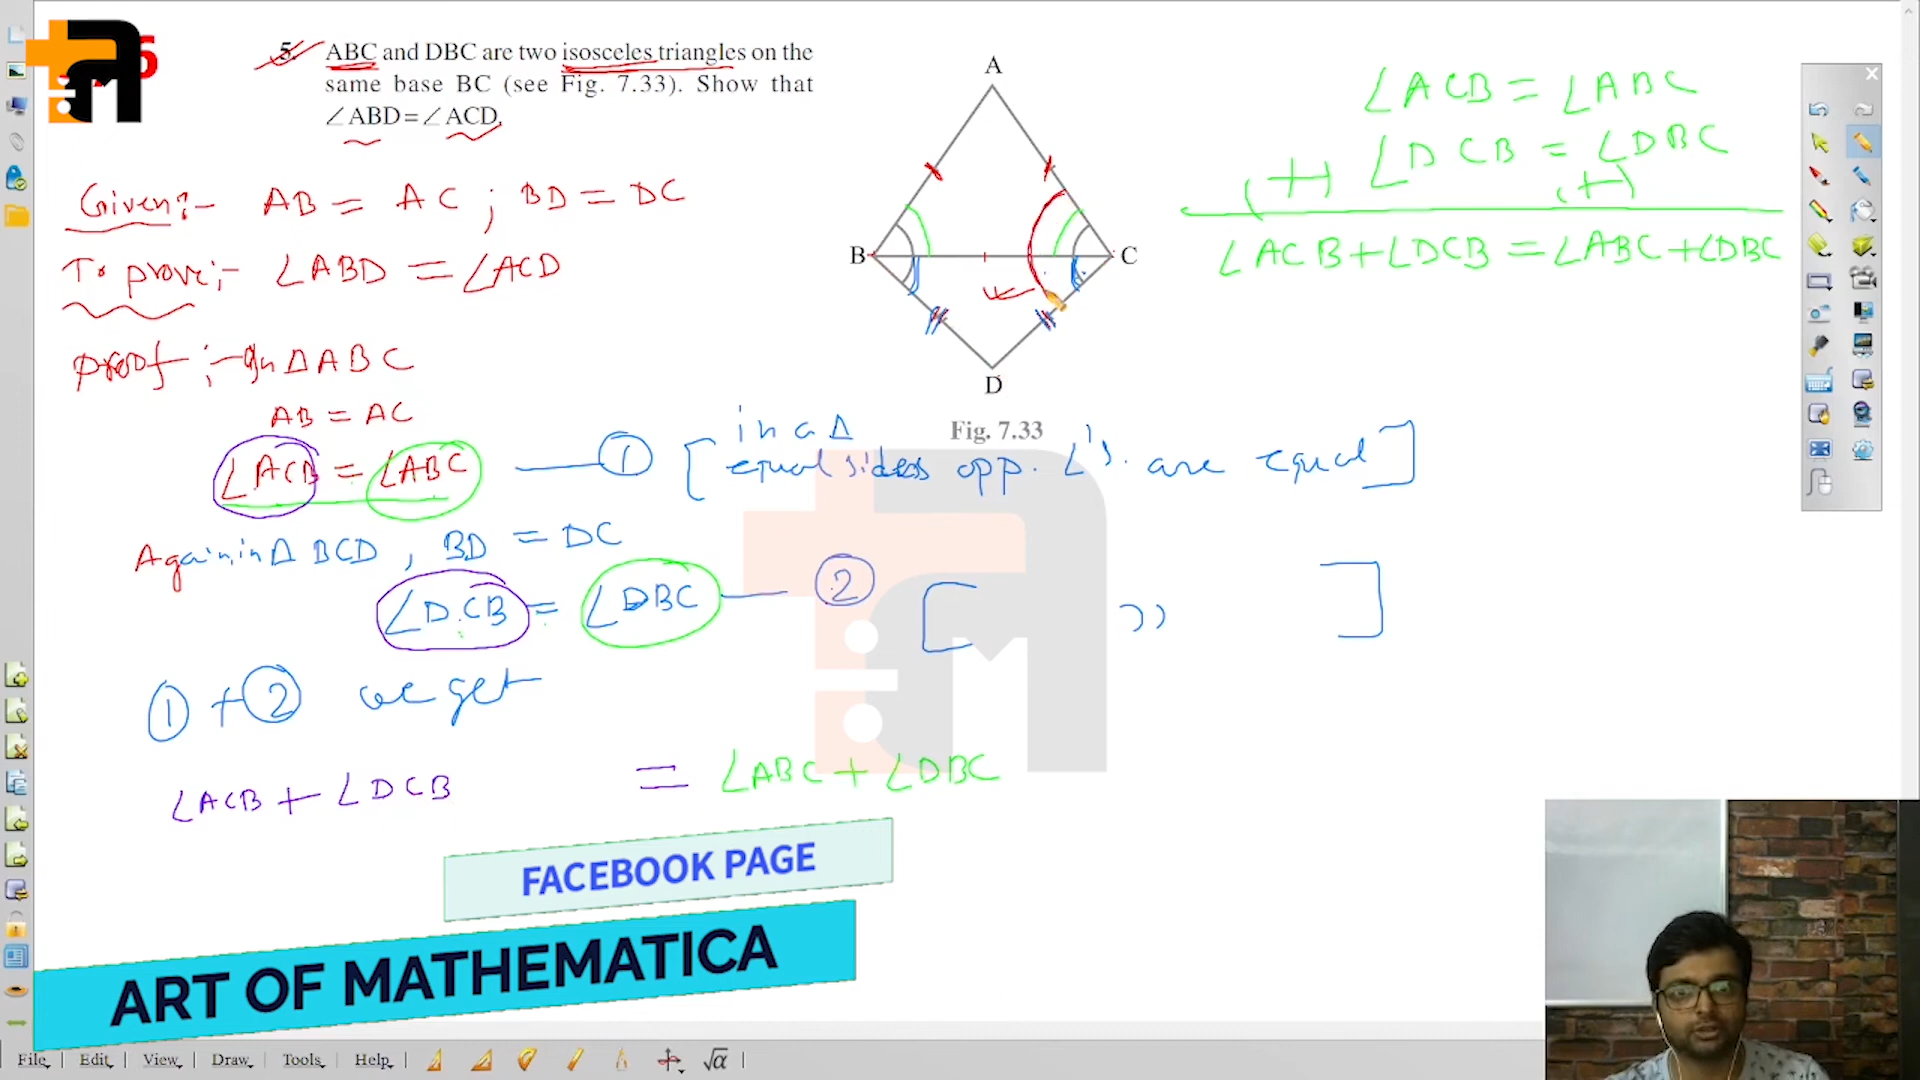 5. ABC and DBC are two isosceles triangles on the
same base BC (see Fig. 7.33). Show that
∠ABD = ∠ACD.
Given:- AB = AC ; BD = DC
To prove:- ∠ABD = ∠ACD
Proof :- In ΔABC
AB = AC
∠ACB = ∠ABC — 1 [in a Δ equal sides opp. ∠'s. are equal]
Again in Δ BCD, BD = DC
∠DCB = ∠DBC — 2 [ ,, ]
1 + 2 we get
∠ACB + ∠DCB = ∠ABC + ∠DBC
A
B
C
D
Fig. 7.33
∠ACB = ∠ABC
∠DCB = ∠DBC
(+) (+)
∠ACB + ∠DCB = ∠ABC + ∠DBC
FACEBOOK PAGE
ART OF MATHEMATICA
File Edit View Draw Tools Help √α